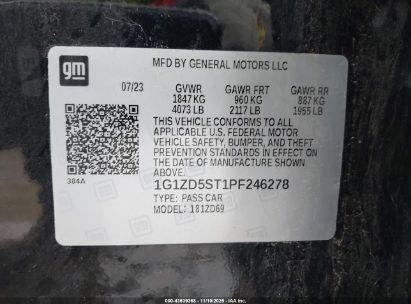 MFD BY GENERAL MOTORS LLC
gm
07/23 GVWR GAWR FRT GAWR RR
1847 KG 960 KG 887 KG
4073 LB 2117 LB 1955 LB
THIS VEHICLE CONFORMS TO ALL
APPLICABLE U.S. FEDERAL MOTOR
VEHICLE SAFETY, BUMPER, AND THEFT
PREVENTION STANDARDS IN EFFECT ON
THE DATE OF MANUFACTURE SHOWN
ABOVE.
384A
1G1ZD5ST1PF246278
TYPE: PASS CAR
MODEL: 181ZD69